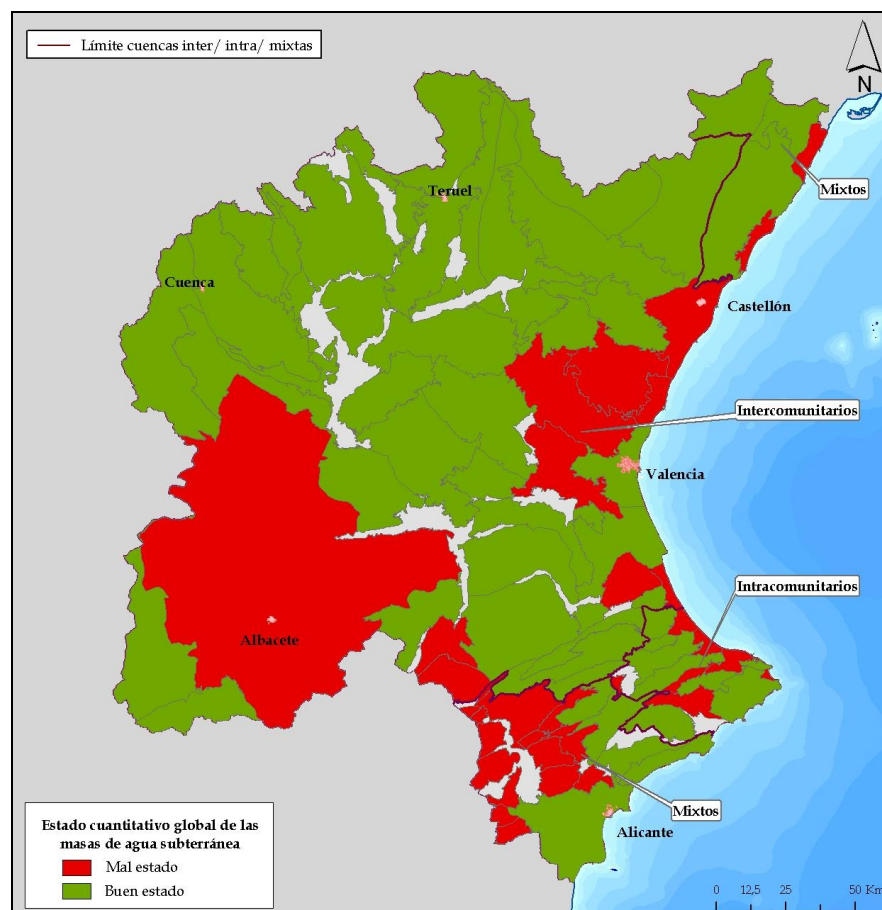 Límite cuencas inter/ intra/ mixtas
N
Teruel
Mixtos
Cuenca
Castellón
Intercomunitarios
Valencia
Intracomunitarios
Albacete
Mixtos
Alicante
Estado cuantitativo global de las
masas de agua subterránea
Mal estado
Buen estado
0 12,5 25 50 Km